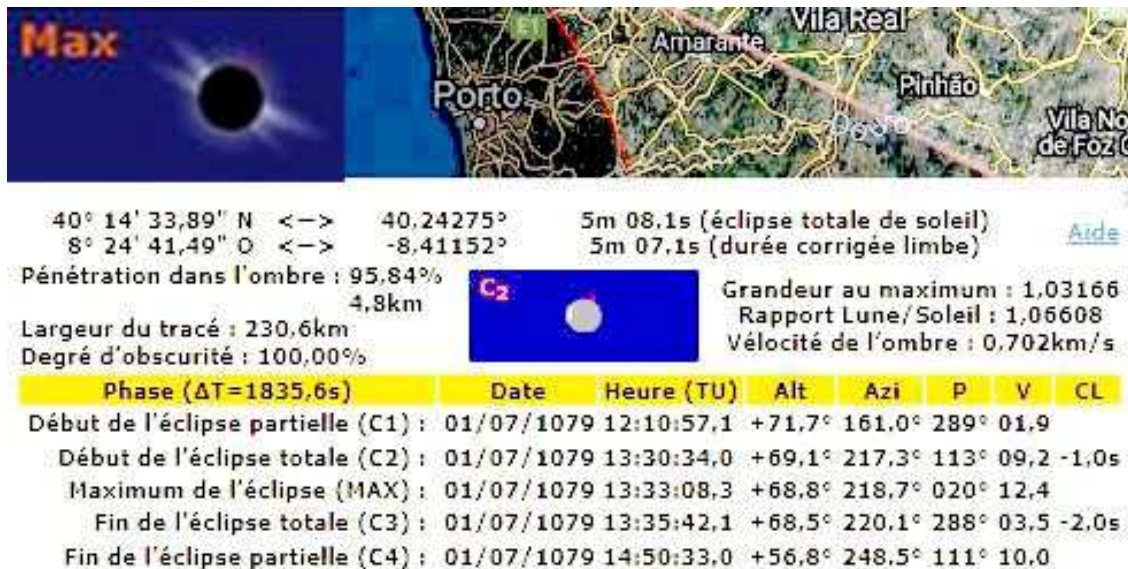 Max
Vila Real
Amarante
Porto
Pinhão
Douro
Vila No
de Foz C
40° 14' 33,89" N <—> 40,24275° 5m 08,1s (éclipse totale de soleil)
8° 24' 41,49" O <—> -8,41152° 5m 07,1s (durée corrigée limbe)
Aide
Pénétration dans l'ombre : 95,84%
4,8km
Largeur du tracé : 230,6km
Degré d'obscurité : 100,00%
C2
Grandeur au maximum : 1,03166
Rapport Lune/Soleil : 1,06608
Vélocité de l'ombre : 0,702km/s
Phase (ΔT=1835,6s) Date Heure (TU) Alt Azi P V CL
Début de l'éclipse partielle (C1) : 01/07/1079 12:10:57,1 +71,7° 161,0° 289° 01,9
Début de l'éclipse totale (C2) : 01/07/1079 13:30:34,0 +69,1° 217,3° 113° 09,2 -1,0s
Maximum de l'éclipse (MAX) : 01/07/1079 13:33:08,3 +68,8° 218,7° 020° 12,4
Fin de l'éclipse totale (C3) : 01/07/1079 13:35:42,1 +68,5° 220,1° 288° 03,5 -2,0s
Fin de l'éclipse partielle (C4) : 01/07/1079 14:50:33,0 +56,8° 248,5° 111° 10,0